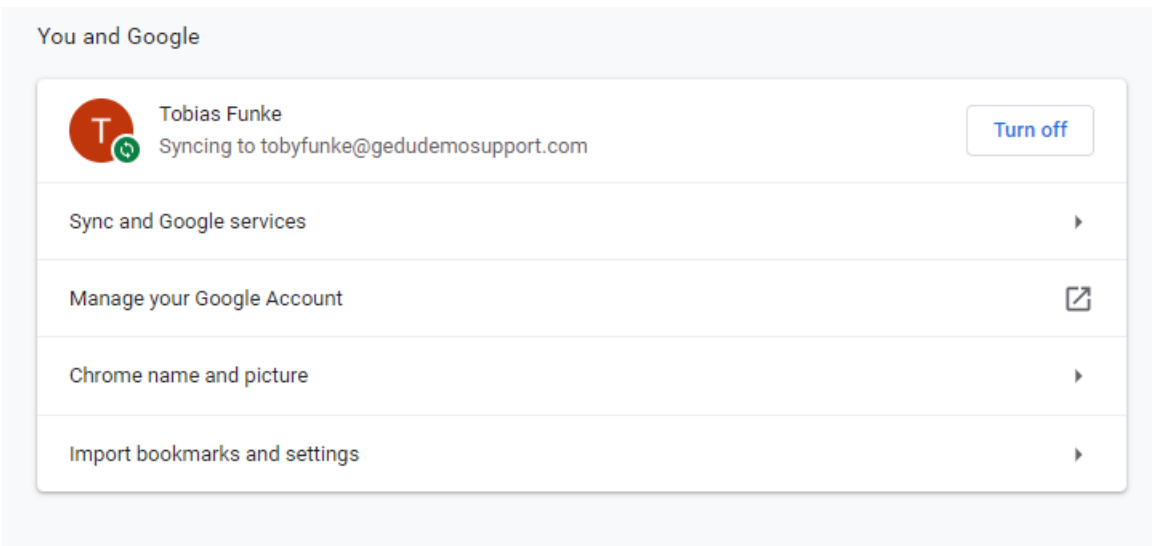 You and Google
T
Tobias Funke
Syncing to tobyfunke@gedudemosupport.com
Turn off
Sync and Google services
Manage your Google Account
Chrome name and picture
Import bookmarks and settings